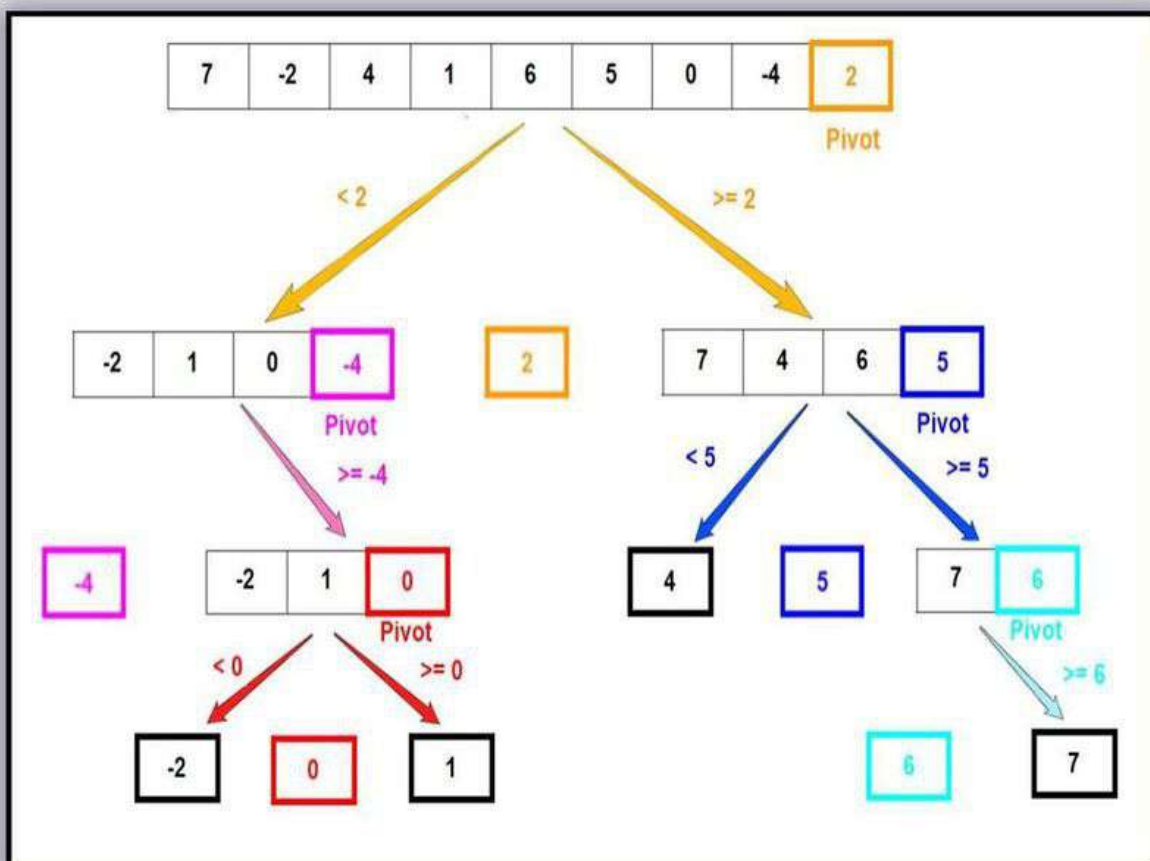 7 -2 4 1 6 5 0 -4 2
Pivot
< 2 >= 2
-2 1 0 -4 2 7 4 6 5
Pivot Pivot
>= -4 < 5 >= 5
-4 -2 1 0 4 5 7 6
Pivot Pivot
< 0 >= 0 >= 6
-2 0 1 6 7